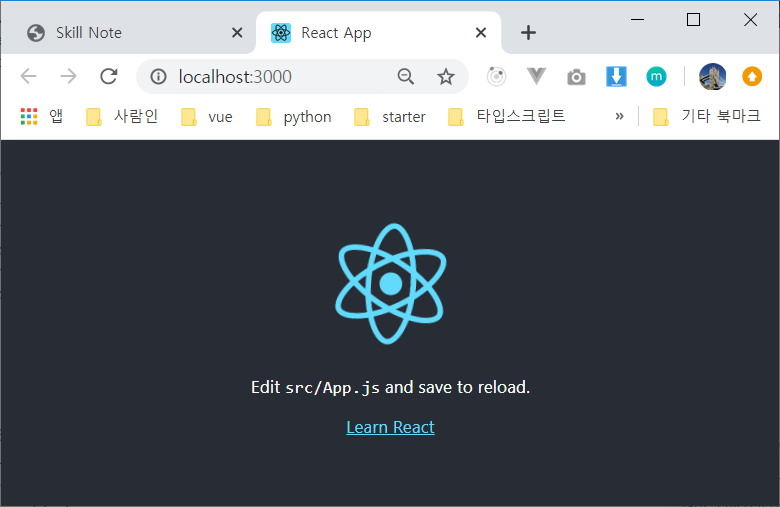 Skill Note
React App
localhost:3000
m
앱 사람인 vue python starter 타입스크립트 » 기타 북마크
Edit src/App.js and save to reload.
Learn React